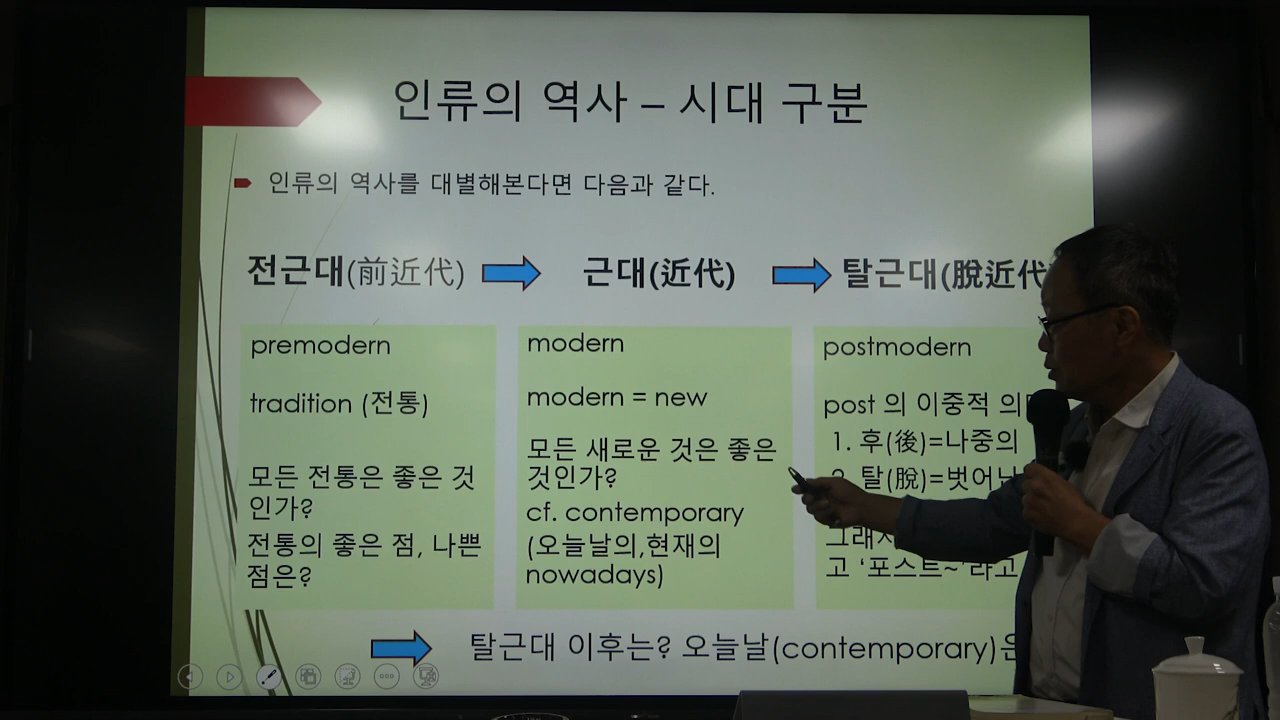 인류의 역사 – 시대 구분
인류의 역사를 대별해본다면 다음과 같다.
전근대(前近代)
근대(近代)
탈근대(脫近代
premodern
tradition (전통)
모든 전통은 좋은 것
인가?
전통의 좋은 점, 나쁜
점은?
modern
modern = new
모든 새로운 것은 좋은
것인가?
cf. contemporary
(오늘날의,현재의
nowadays)
postmodern
post 의 이중적
1. 후(後)=나중의
탈(脫)=벗어난
고 ‘포스트~’라고
탈근대 이후는? 오늘날(contemporary)은